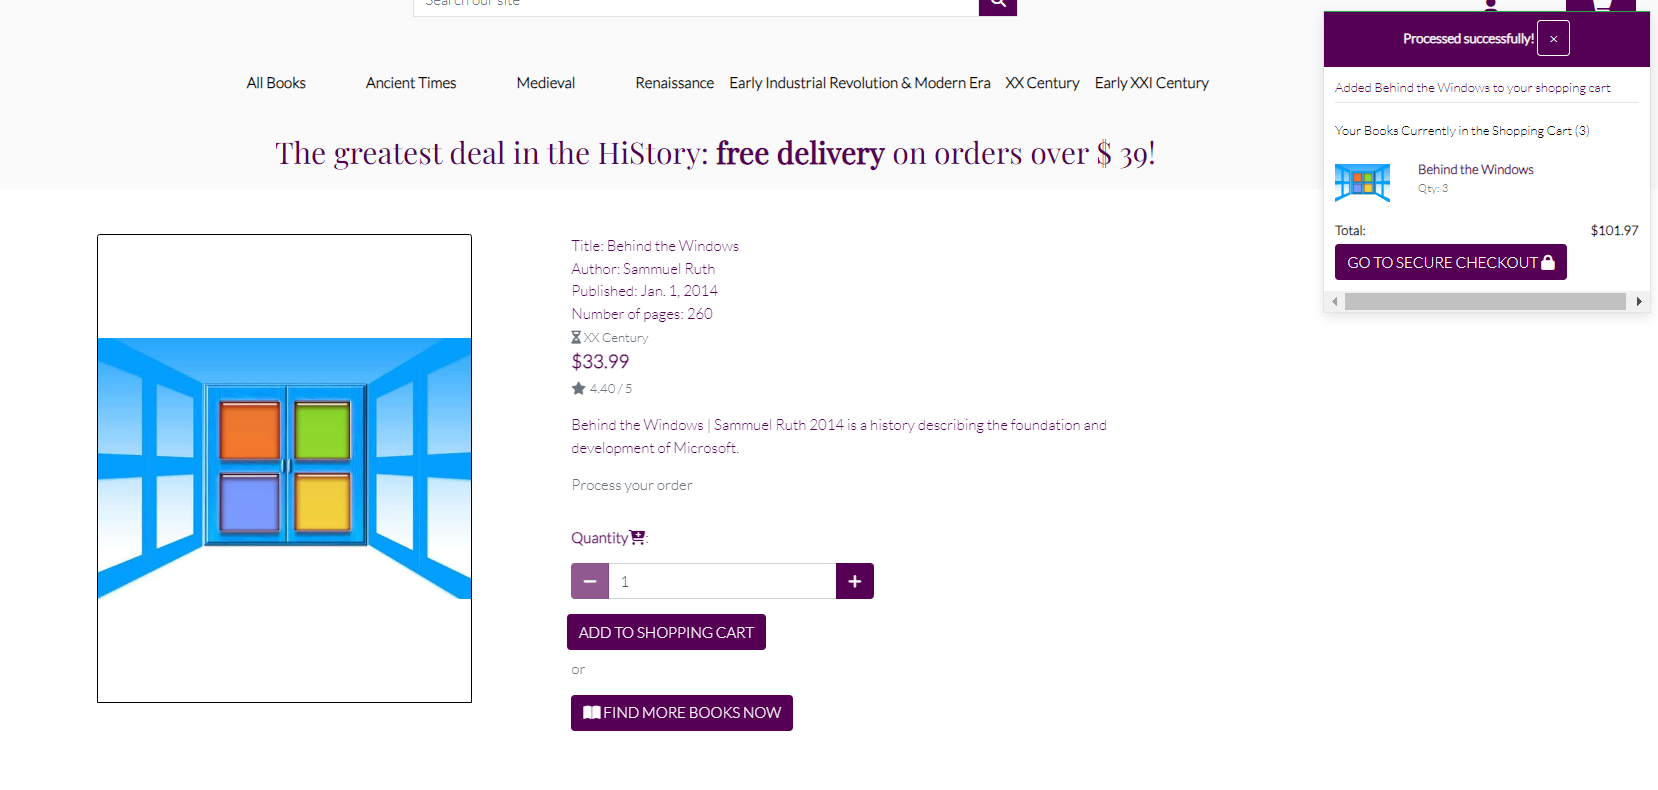 Search our site
All Books Ancient Times Medieval Renaissance Early Industrial Revolution & Modern Era XX Century Early XXI Century
The greatest deal in the HiStory: free delivery on orders over $ 39!
Processed successfully! ×
Added Behind the Windows to your shopping cart
Your Books Currently in the Shopping Cart (3)
Behind the Windows
Qty: 3
Total: $101.97
GO TO SECURE CHECKOUT
Title: Behind the Windows
Author: Sammuel Ruth
Published: Jan. 1, 2014
Number of pages: 260
XX Century
$33.99
4.40 / 5
Behind the Windows | Sammuel Ruth 2014 is a history describing the foundation and
development of Microsoft.
Process your order
Quantity:
1
ADD TO SHOPPING CART
or
FIND MORE BOOKS NOW